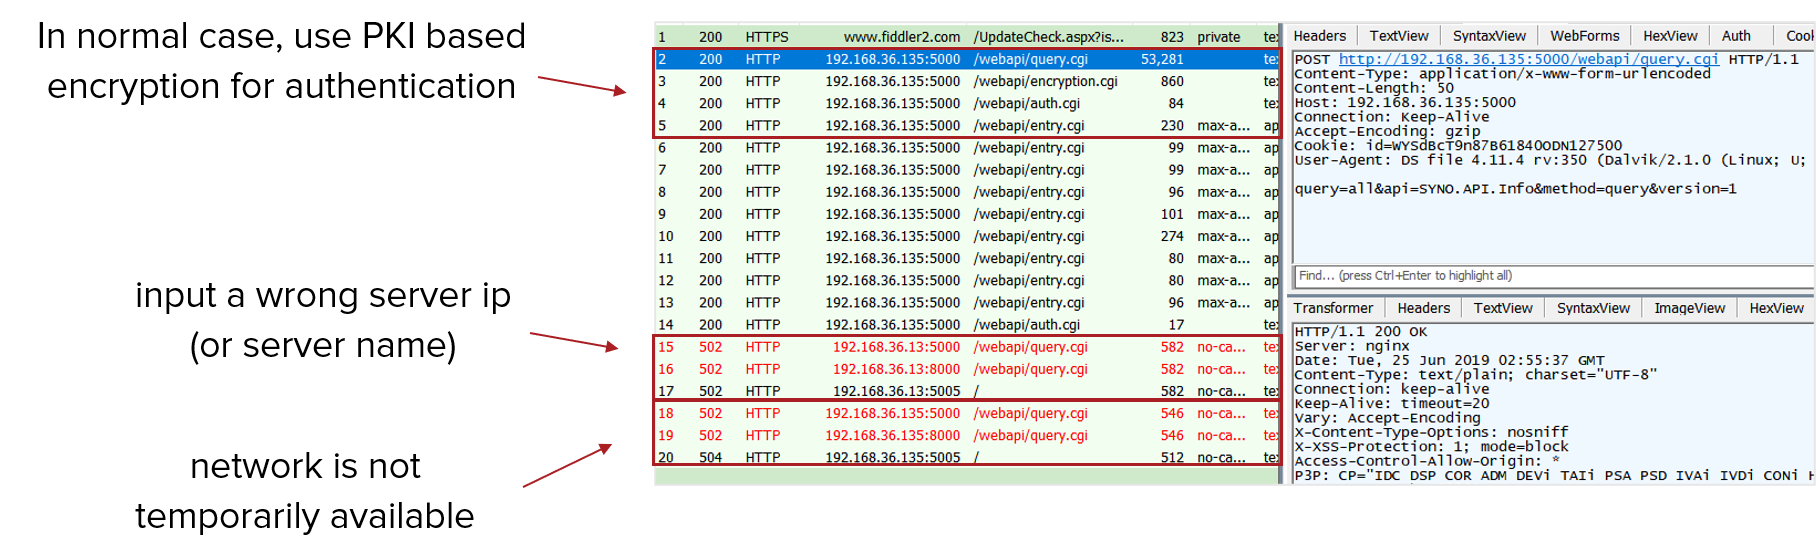 In normal case, use PKI based
encryption for authentication
input a wrong server ip
(or server name)
network is not
temporarily available
1 200 HTTPS www.fiddler2.com /UpdateCheck.aspx?is... 823 private te
2 200 HTTP 192.168.36.135:5000 /webapi/query.cgi 53,281 te
3 200 HTTP 192.168.36.135:5000 /webapi/encryption.cgi 860 te
4 200 HTTP 192.168.36.135:5000 /webapi/auth.cgi 84 te
5 200 HTTP 192.168.36.135:5000 /webapi/entry.cgi 230 max-a... ap
6 200 HTTP 192.168.36.135:5000 /webapi/entry.cgi 99 max-a... ap
7 200 HTTP 192.168.36.135:5000 /webapi/entry.cgi 99 max-a... ap
8 200 HTTP 192.168.36.135:5000 /webapi/entry.cgi 96 max-a... ap
9 200 HTTP 192.168.36.135:5000 /webapi/entry.cgi 101 max-a... ap
10 200 HTTP 192.168.36.135:5000 /webapi/entry.cgi 274 max-a... ap
11 200 HTTP 192.168.36.135:5000 /webapi/entry.cgi 80 max-a... ap
12 200 HTTP 192.168.36.135:5000 /webapi/entry.cgi 80 max-a... ap
13 200 HTTP 192.168.36.135:5000 /webapi/entry.cgi 96 max-a... ap
14 200 HTTP 192.168.36.135:5000 /webapi/auth.cgi 17 te
15 502 HTTP 192.168.36.13:5000 /webapi/query.cgi 582 no-ca... te
16 502 HTTP 192.168.36.13:8000 /webapi/query.cgi 582 no-ca... te
17 502 HTTP 192.168.36.13:5005 / 582 no-ca... te
18 502 HTTP 192.168.36.135:5000 /webapi/query.cgi 546 no-ca... te
19 502 HTTP 192.168.36.135:8000 /webapi/query.cgi 546 no-ca... te
20 504 HTTP 192.168.36.135:5005 / 512 no-ca... te
Headers TextView SyntaxView WebForms HexView Auth Cook
POST http://192.168.36.135:5000/webapi/query.cgi HTTP/1.1
Content-Type: application/x-www-form-urlencoded
Content-Length: 50
Host: 192.168.36.135:5000
Connection: Keep-Alive
Accept-Encoding: gzip
Cookie: id=WYSdBcT9n87B61840ODN127500
User-Agent: DS file 4.11.4 rv:350 (Dalvik/2.1.0 (Linux; U;
query=all&api=SYNO.API.Info&method=query&version=1
Find... (press Ctrl+Enter to highlight all)
Transformer Headers TextView SyntaxView ImageView HexView
HTTP/1.1 200 OK
Server: nginx
Date: Tue, 25 Jun 2019 02:55:37 GMT
Content-Type: text/plain; charset="UTF-8"
Connection: keep-alive
Keep-Alive: timeout=20
Vary: Accept-Encoding
X-Content-Type-Options: nosniff
X-XSS-Protection: 1; mode=block
Access-Control-Allow-Origin: *
P3P: CP="IDC DSP COR ADM DEVi TAIi PSA PSD IVAi IVDi CONi H